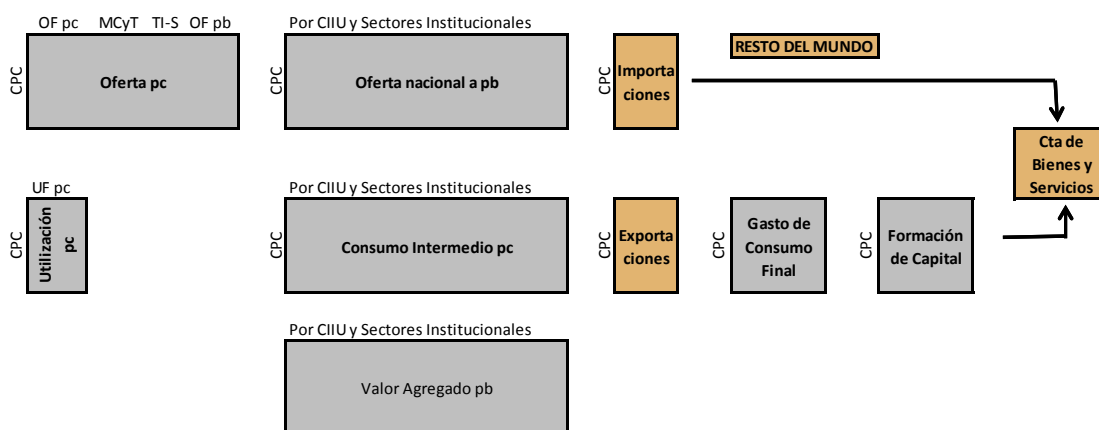 OF pc MCyT TI-S OF pb
Por CIIU y Sectores Institucionales
CPC
Oferta pc
CPC
Oferta nacional a pb
CPC
Importa
ciones
RESTO DEL MUNDO
Cta de
Bienes y
Servicios
UF pc
Por CIIU y Sectores Institucionales
CPC
Utilización
pc
CPC
Consumo Intermedio pc
CPC
Exporta
ciones
CPC
Gasto de
Consumo
Final
CPC
Formación
de Capital
Por CIIU y Sectores Institucionales
Valor Agregado pb